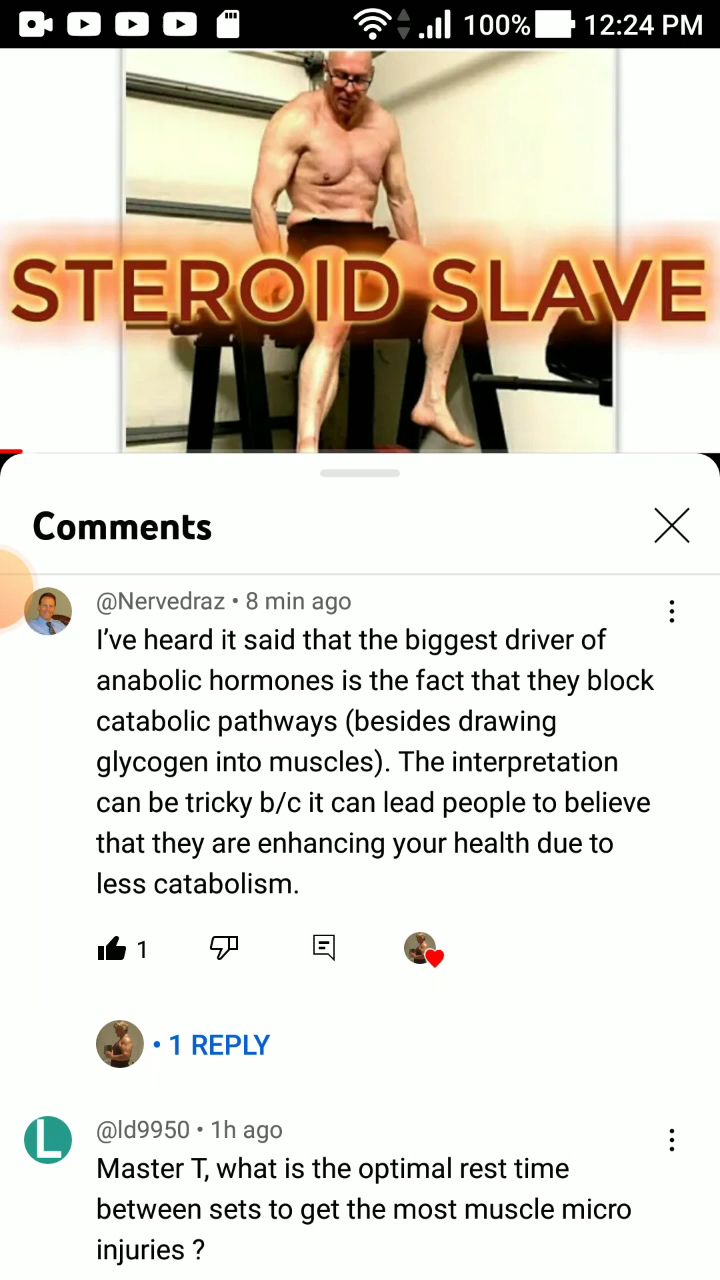 100% 12:24 PM
STEROID SLAVE
Comments
@Nervedraz • 8 min ago
I’ve heard it said that the biggest driver of
anabolic hormones is the fact that they block
catabolic pathways (besides drawing
glycogen into muscles). The interpretation
can be tricky b/c it can lead people to believe
that they are enhancing your health due to
less catabolism.
1
• 1 REPLY
L
@ld9950 • 1h ago
Master T, what is the optimal rest time
between sets to get the most muscle micro
injuries ?